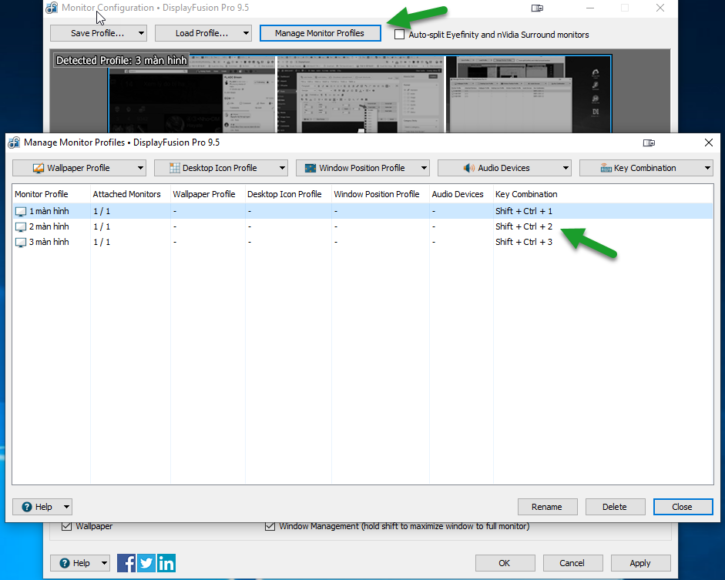 Monitor Configuration • DisplayFusion Pro 9.5
Save Profile... Load Profile... Manage Monitor Profiles Auto-split Eyefinity and nVidia Surround monitors
Detected Profile: 3 màn hình
Manage Monitor Profiles • DisplayFusion Pro 9.5
Wallpaper Profile Desktop Icon Profile Window Position Profile Audio Devices Key Combination
Monitor Profile Attached Monitors Wallpaper Profile Desktop Icon Profile Window Position Profile Audio Devices Key Combination
1 màn hình 1 / 1 - - - - Shift + Ctrl + 1
2 màn hình 1 / 1 - - - - Shift + Ctrl + 2
3 màn hình 1 / 1 - - - - Shift + Ctrl + 3
Help Rename Delete Close
Wallpaper Window Management (hold shift to maximize window to full monitor)
Help OK Cancel Apply